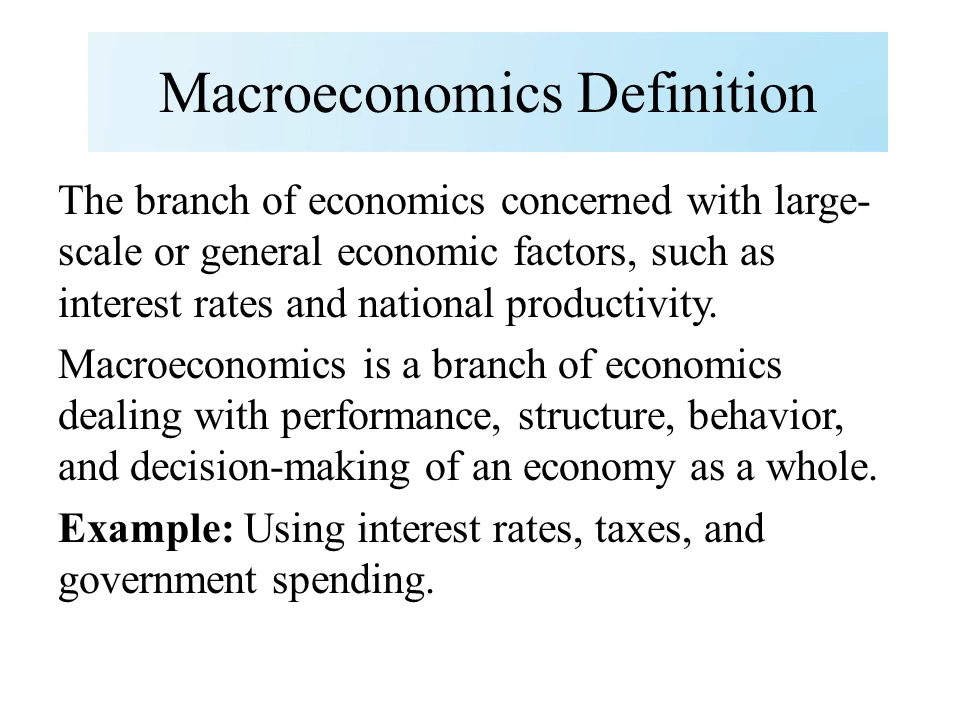 Macroeconomics Definition
The branch of economics concerned with large-
scale or general economic factors, such as
interest rates and national productivity.
Macroeconomics is a branch of economics
dealing with performance, structure, behavior,
and decision-making of an economy as a whole.
Example: Using interest rates, taxes, and
government spending.